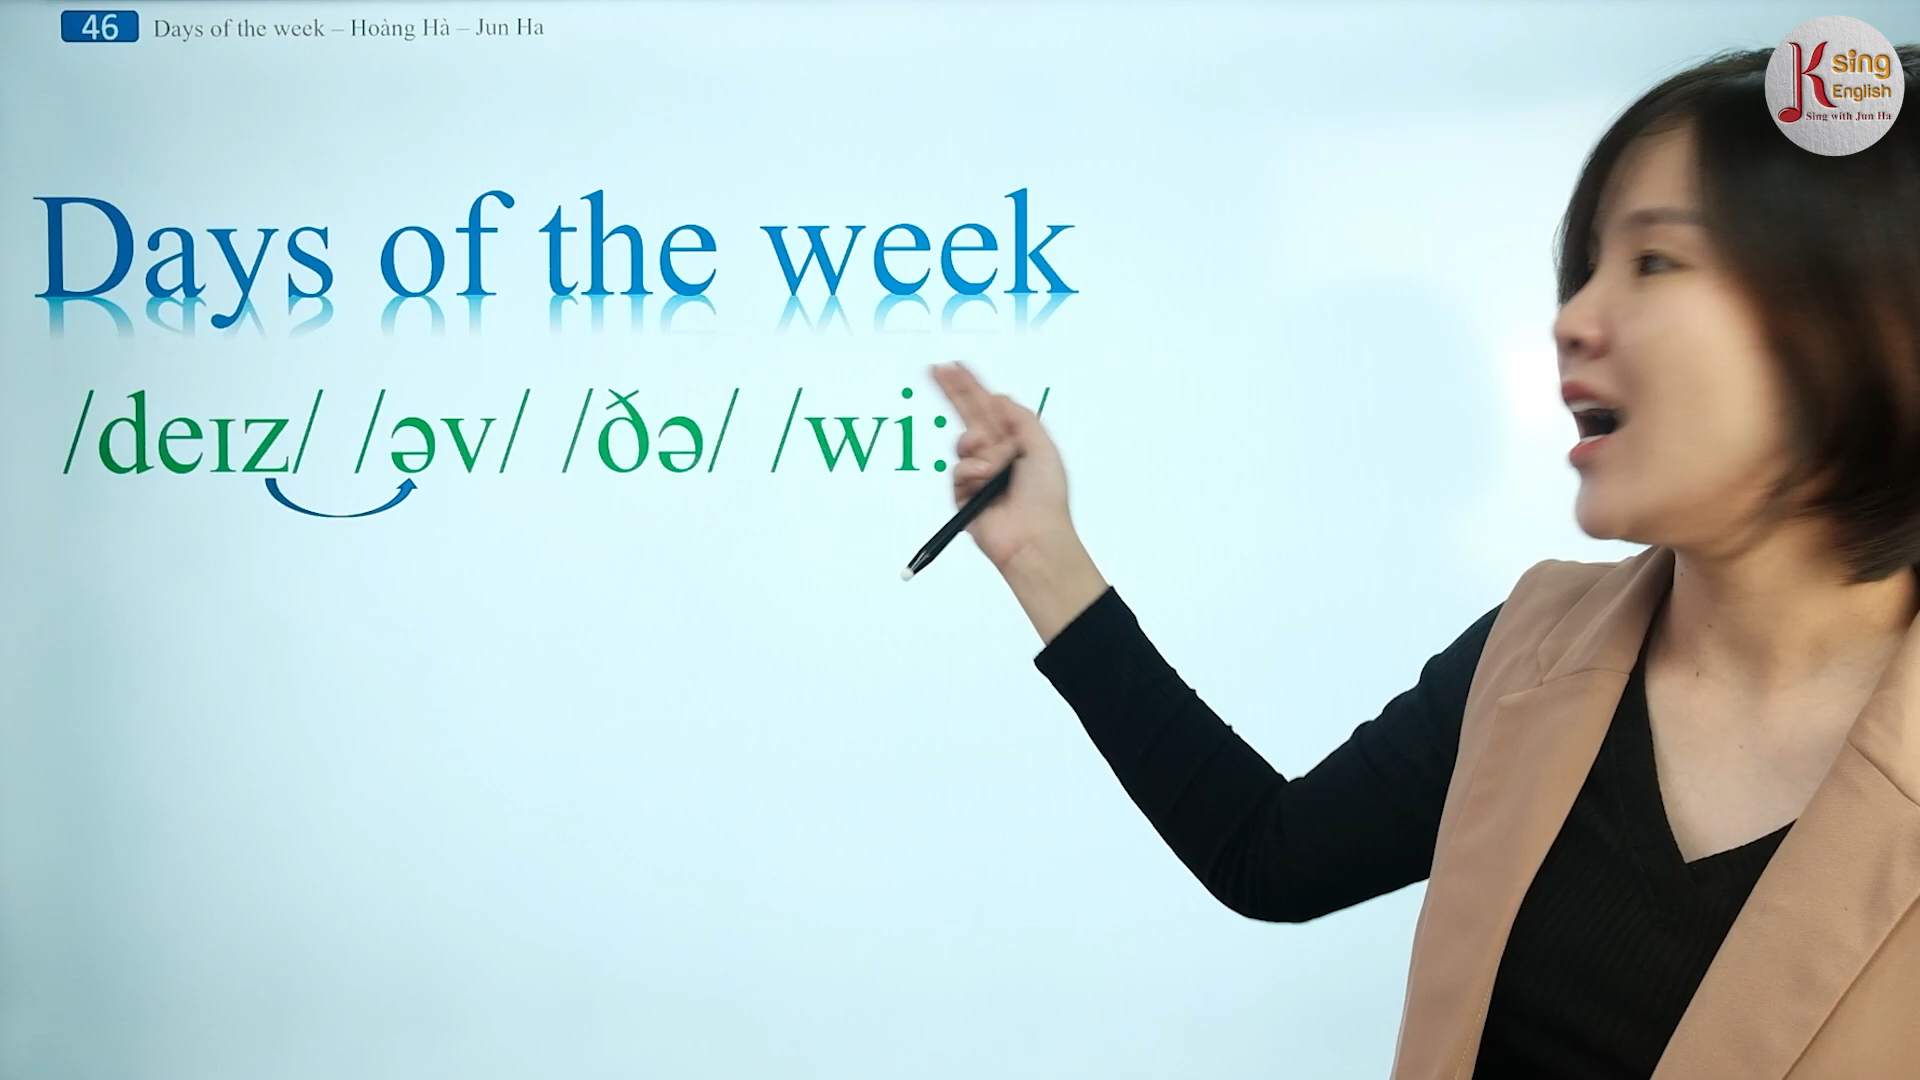 46 Days of the week – Hoàng Hà – Jun Ha
K sing
English
Sing with Jun Ha
Days of the week
/deɪz/ /əv/ /ðə/ /wi: /